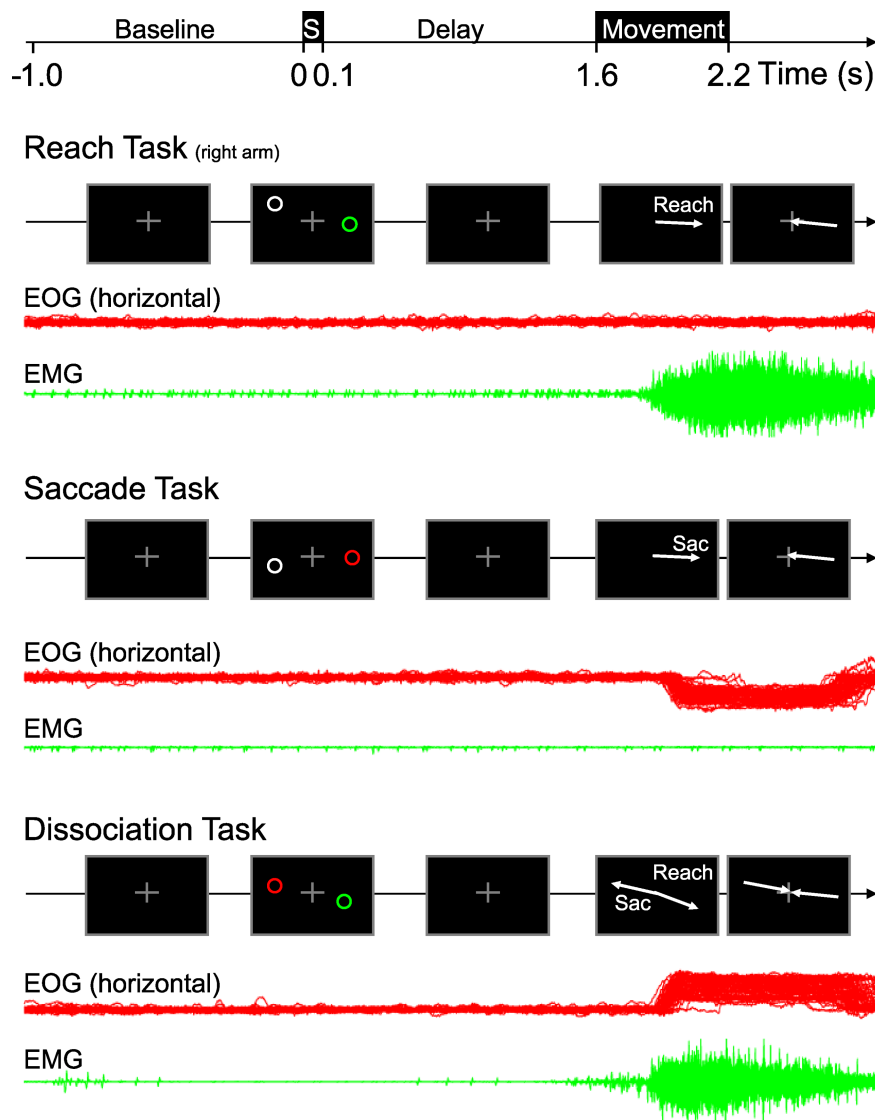 Baseline S Delay Movement
-1.0 0 0.1 1.6 2.2 Time (s)
Reach Task (right arm)
Reach
EOG (horizontal)
EMG
Saccade Task
Sac
EOG (horizontal)
EMG
Dissociation Task
Reach
Sac
EOG (horizontal)
EMG